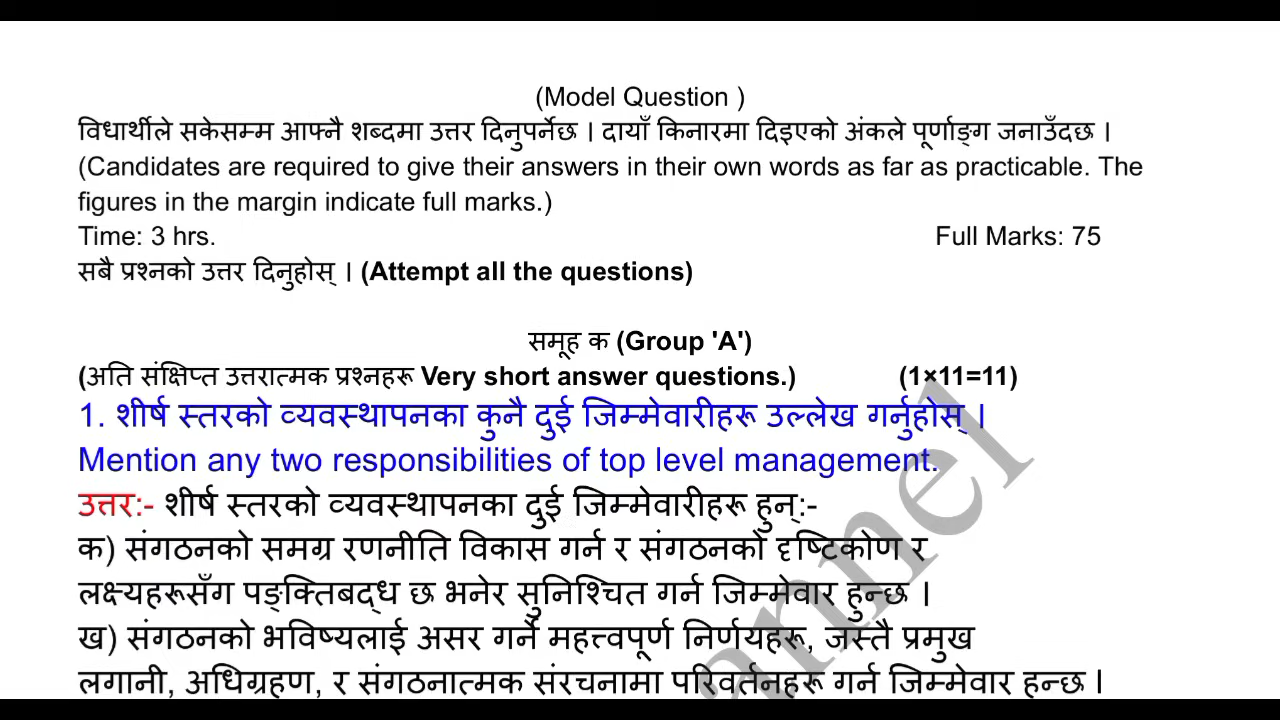 (Model Question )
विधार्थीले सकेसम्म आफ्नै शब्दमा उत्तर दिनुपर्नेछ । दायाँ किनारमा दिइएको अंकले पूर्णाङ्ग जनाउँदछ ।
(Candidates are required to give their answers in their own words as far as practicable. The
figures in the margin indicate full marks.)
Time: 3 hrs. Full Marks: 75
सबै प्रश्नको उत्तर दिनुहोस् । (Attempt all the questions)
समूह क (Group 'A')
(अति संक्षिप्त उत्तरात्मक प्रश्नहरू Very short answer questions.) (1×11=11)
1. शीर्ष स्तरको व्यवस्थापनका कुनै दुई जिम्मेवारीहरू उल्लेख गर्नुहोस् ।
Mention any two responsibilities of top level management.
उत्तर:- शीर्ष स्तरको व्यवस्थापनका दुई जिम्मेवारीहरू हुन्:-
क) संगठनको समग्र रणनीति विकास गर्न र संगठनको दृष्टिकोण र
लक्ष्यहरूसँग पङ्क्तिबद्ध छ भनेर सुनिश्चित गर्न जिम्मेवार हुन्छ ।
ख) संगठनको भविष्यलाई असर गर्ने महत्त्वपूर्ण निर्णयहरू, जस्तै प्रमुख
लगानी, अधिग्रहण, र संगठनात्मक संरचनामा परिवर्तनहरू गर्न जिम्मेवार हुन्छ ।